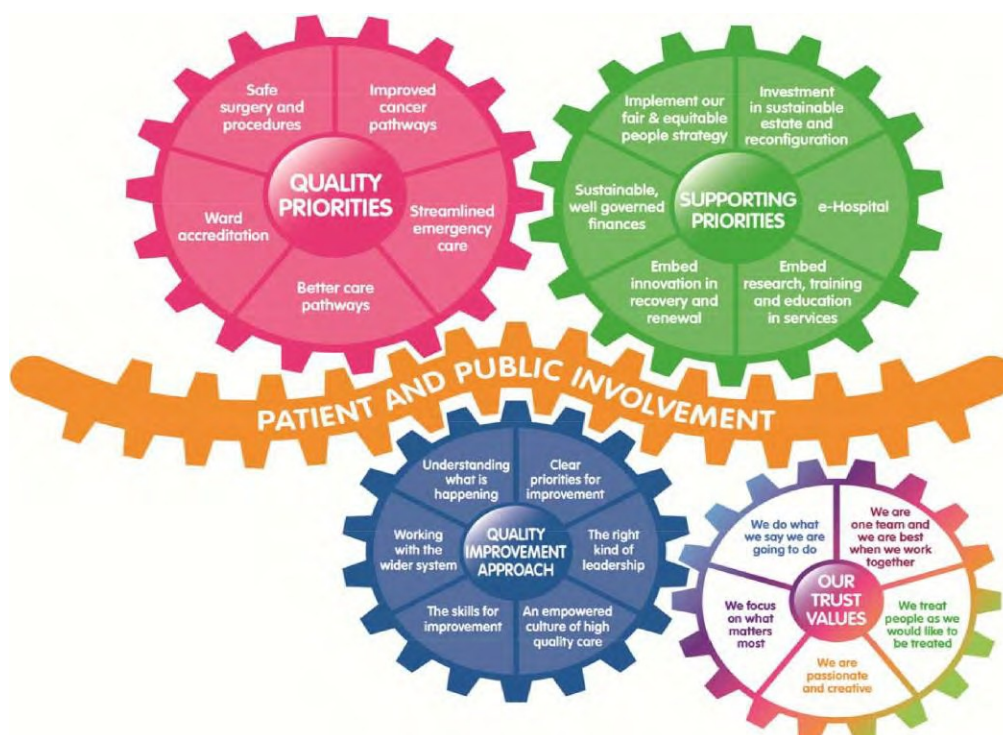 QUALITY
PRIORITIES
Safe
surgery and
procedures
Improved
cancer
pathways
Streamlined
emergency
care
Better care
pathways
Ward
accreditation
SUPPORTING
PRIORITIES
Implement our
fair & equitable
people strategy
Investment
in sustainable
estate and
reconfiguration
e-Hospital
Embed
research, training
and education
in services
Embed
innovation in
recovery and
renewal
Sustainable,
well governed
finances
PATIENT AND PUBLIC INVOLVEMENT
QUALITY
IMPROVEMENT
APPROACH
Understanding
what is
happening
Clear
priorities for
improvement
The right
kind of
leadership
An empowered
culture of high
quality care
The skills for
improvement
Working
with the
wider system
OUR
TRUST
VALUES
We do what
we say we are
going to do
We are
one team and
we are best
when we work
together
We treat
people as we
would like to
be treated
We are
passionate
and creative
We focus
on what
matters
most